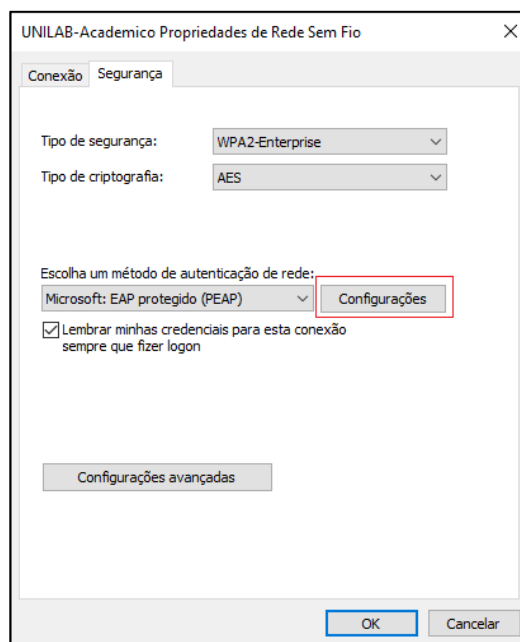 UNILAB-Academico Propriedades de Rede Sem Fio
Conexão Segurança
Tipo de segurança: WPA2-Enterprise
Tipo de criptografia: AES
Escolha um método de autenticação de rede:
Microsoft: EAP protegido (PEAP) Configurações
Lembrar minhas credenciais para esta conexão
sempre que fizer logon
Configurações avançadas
OK Cancelar